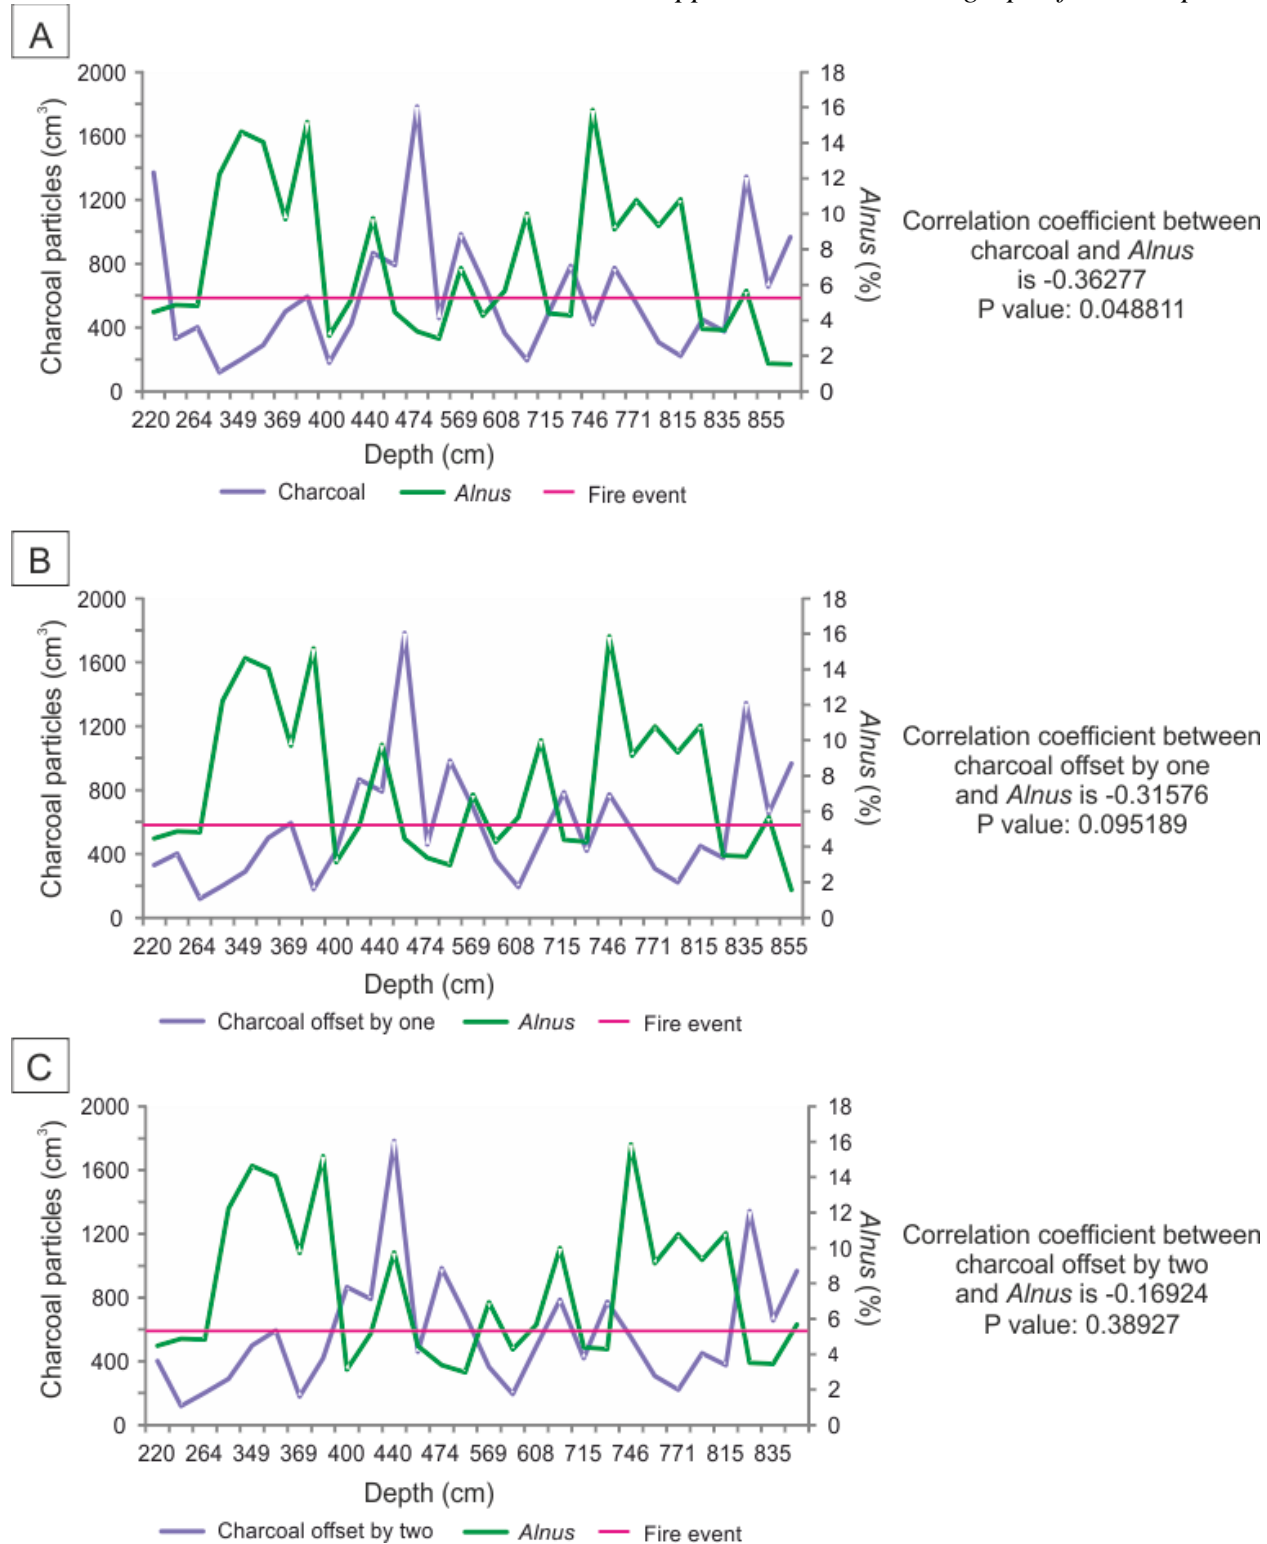 A
2000
1600
1200
800
400
0
Charcoal particles (cm³)
18
16
14
12
10
8
6
4
2
0
Alnus (%)
220 264 349 369 400 440 474 569 608 715 746 771 815 835 855
Depth (cm)
Charcoal Alnus Fire event
Correlation coefficient between
charcoal and Alnus
is -0.36277
P value: 0.048811
B
2000
1600
1200
800
400
0
Charcoal particles (cm³)
18
16
14
12
10
8
6
4
2
0
Alnus (%)
220 264 349 369 400 440 474 569 608 715 746 771 815 835 855
Depth (cm)
Charcoal offset by one Alnus Fire event
Correlation coefficient between
charcoal offset by one
and Alnus is -0.31576
P value: 0.095189
C
2000
1600
1200
800
400
0
Charcoal particles (cm³)
18
16
14
12
10
8
6
4
2
0
Alnus (%)
220 264 349 369 400 440 474 569 608 715 746 771 815 835
Depth (cm)
Charcoal offset by two Alnus Fire event
Correlation coefficient between
charcoal offset by two
and Alnus is -0.16924
P value: 0.38927